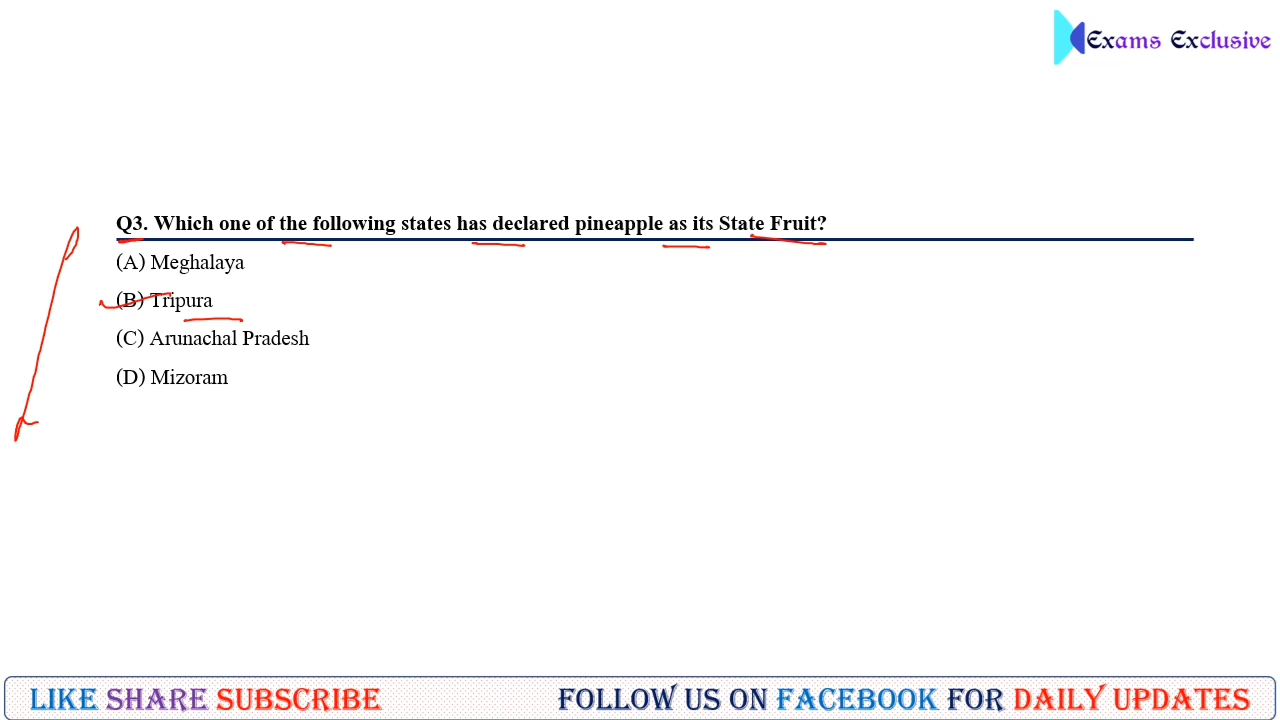 Exams Exclusive
Q3. Which one of the following states has declared pineapple as its State Fruit?
(A) Meghalaya
(B) Tripura
(C) Arunachal Pradesh
(D) Mizoram
LIKE SHARE SUBSCRIBE FOLLOW US ON FACEBOOK FOR DAILY UPDATES